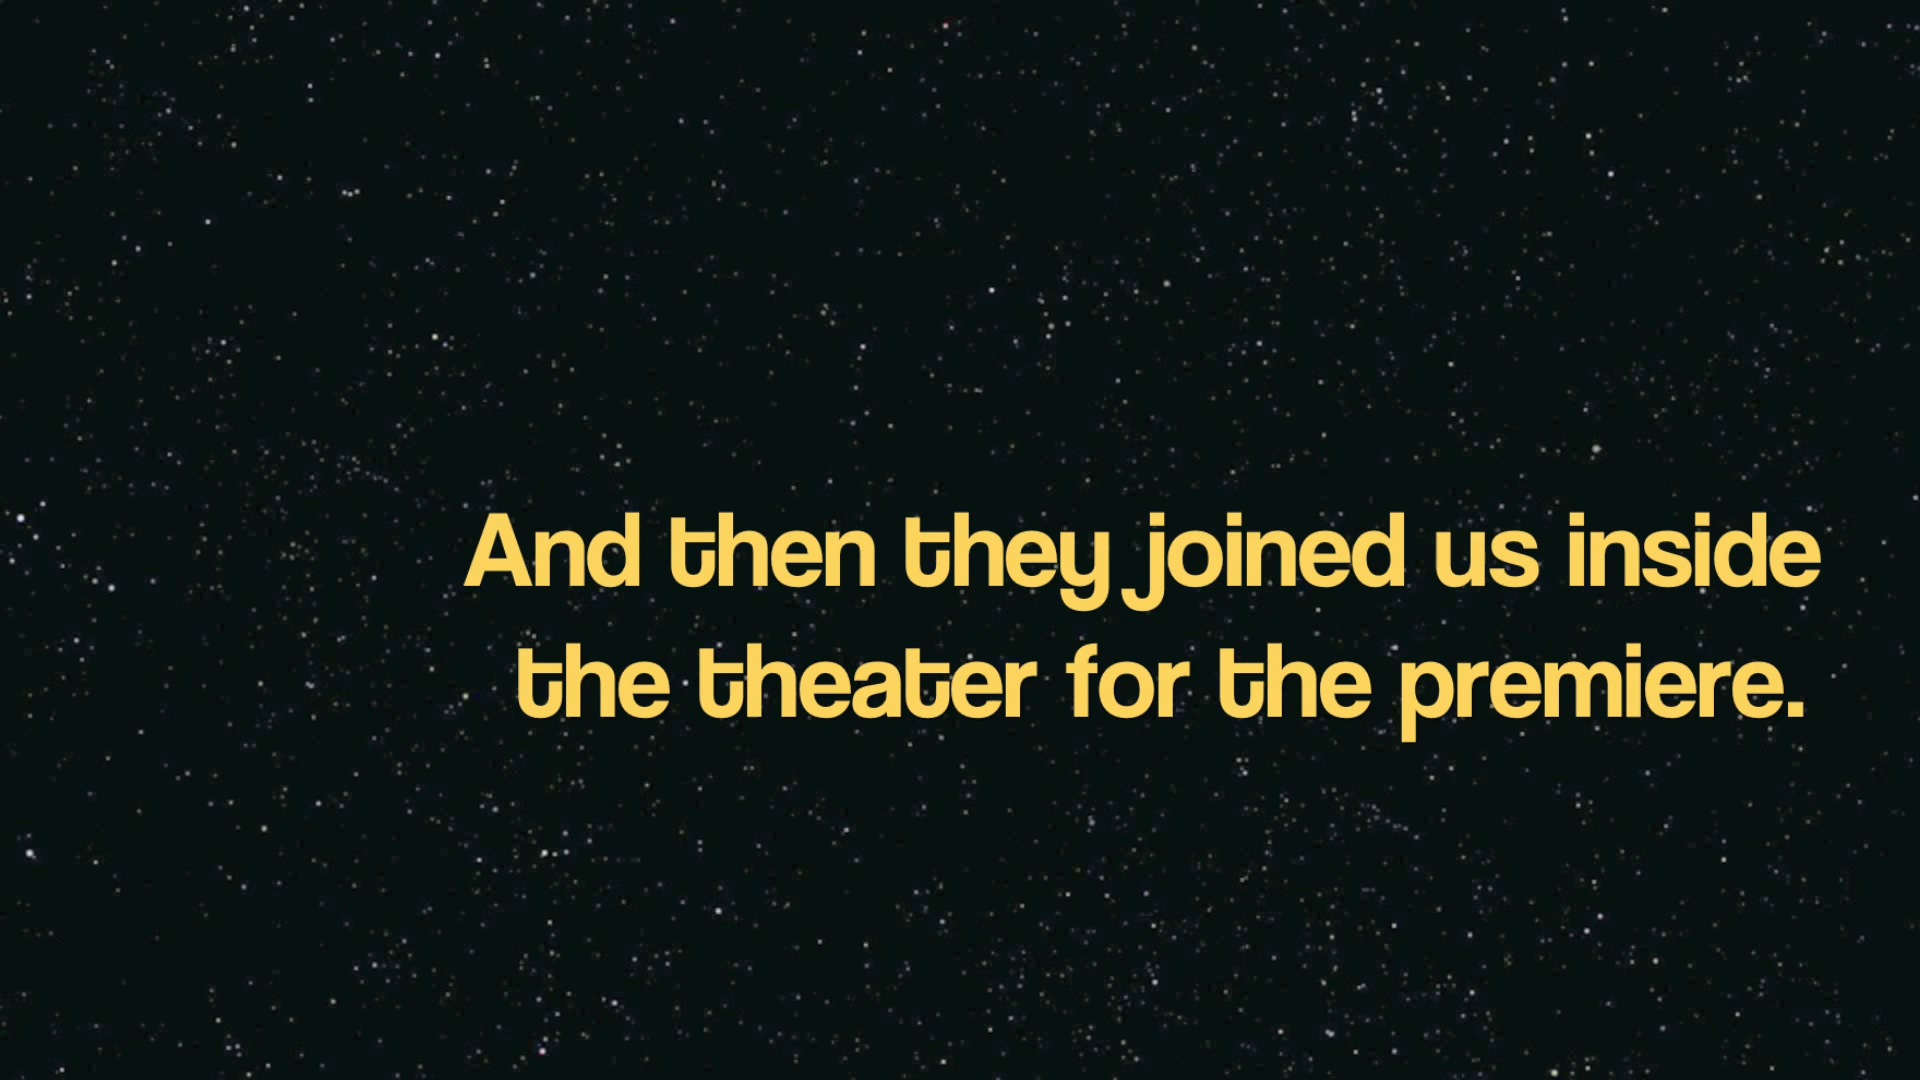 And then they joined us inside
the theater for the premiere.